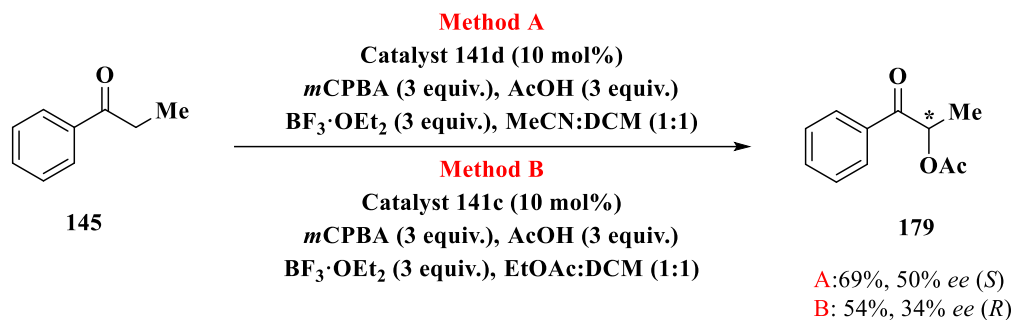 Method A
Catalyst 141d (10 mol%)
mCPBA (3 equiv.), AcOH (3 equiv.)
BF3·OEt2 (3 equiv.), MeCN:DCM (1:1)
Method B
Catalyst 141c (10 mol%)
mCPBA (3 equiv.), AcOH (3 equiv.)
BF3·OEt2 (3 equiv.), EtOAc:DCM (1:1)
O
Me
145
O
*
Me
OAc
179
A:69%, 50% ee (S)
B: 54%, 34% ee (R)